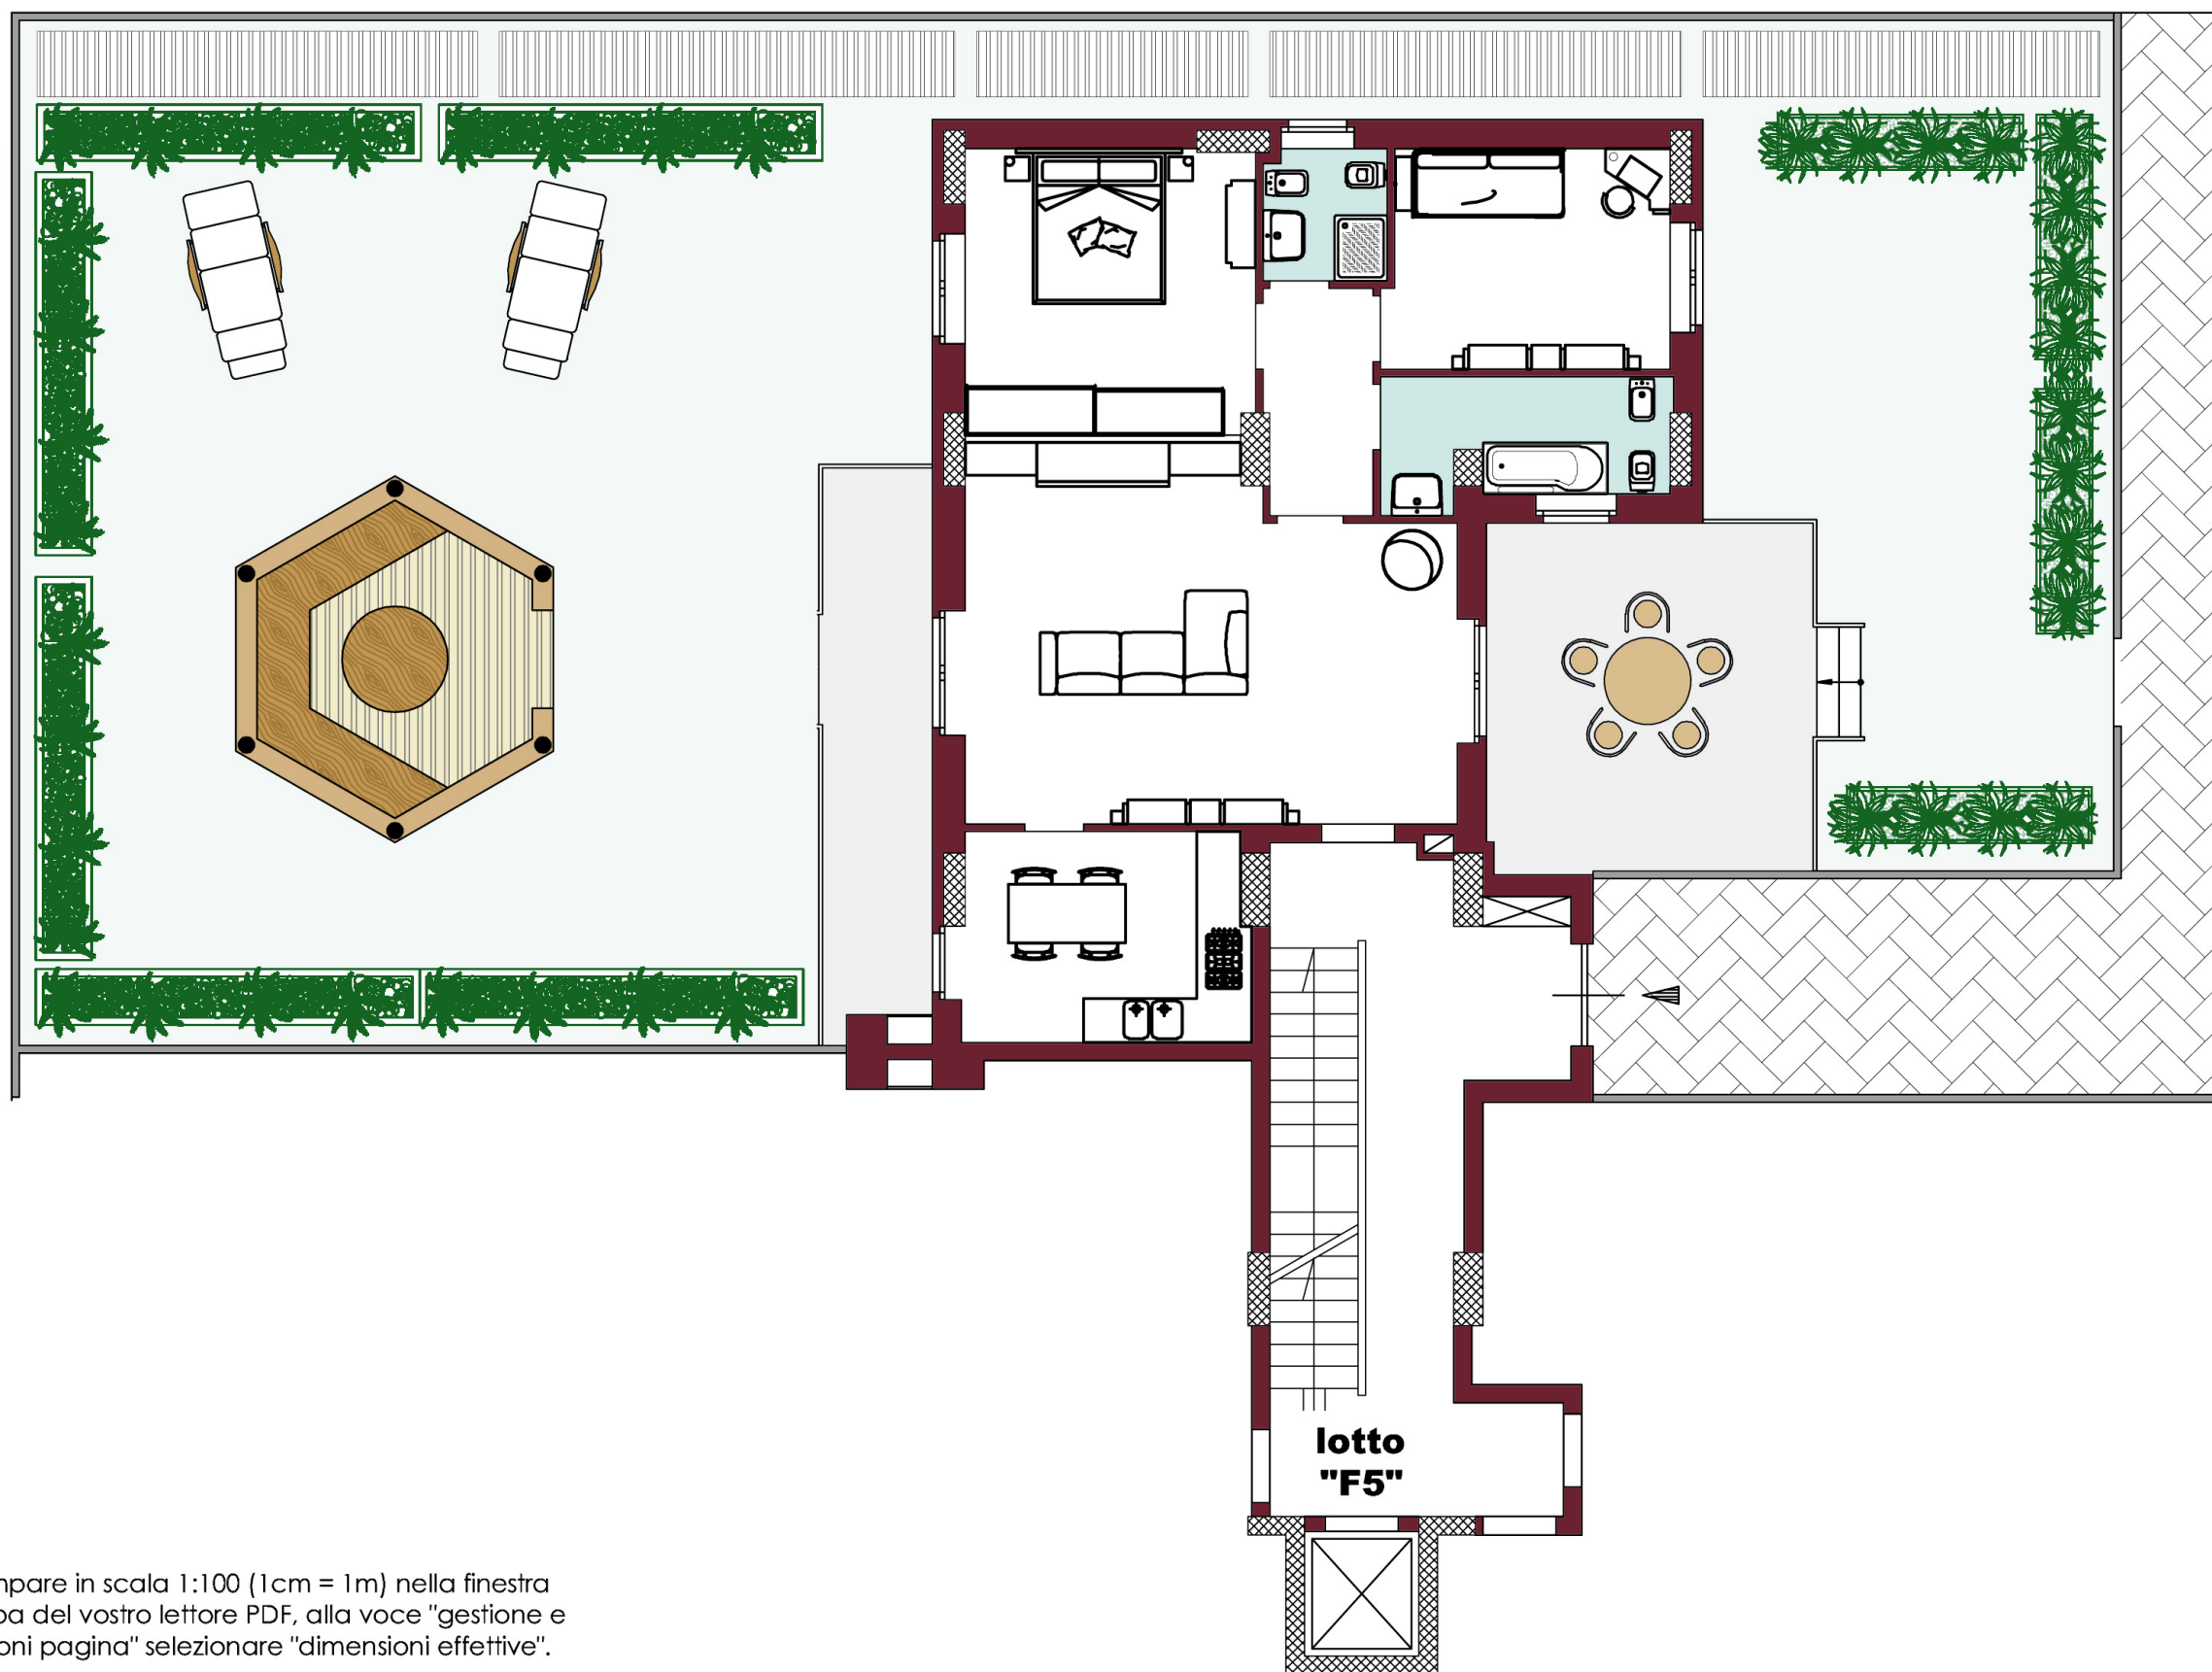 lotto
"F5"
mpare in scala 1:100 (1cm = 1m) nella finestra
pa del vostro lettore PDF, alla voce "gestione e
oni pagina" selezionare "dimensioni effettive".